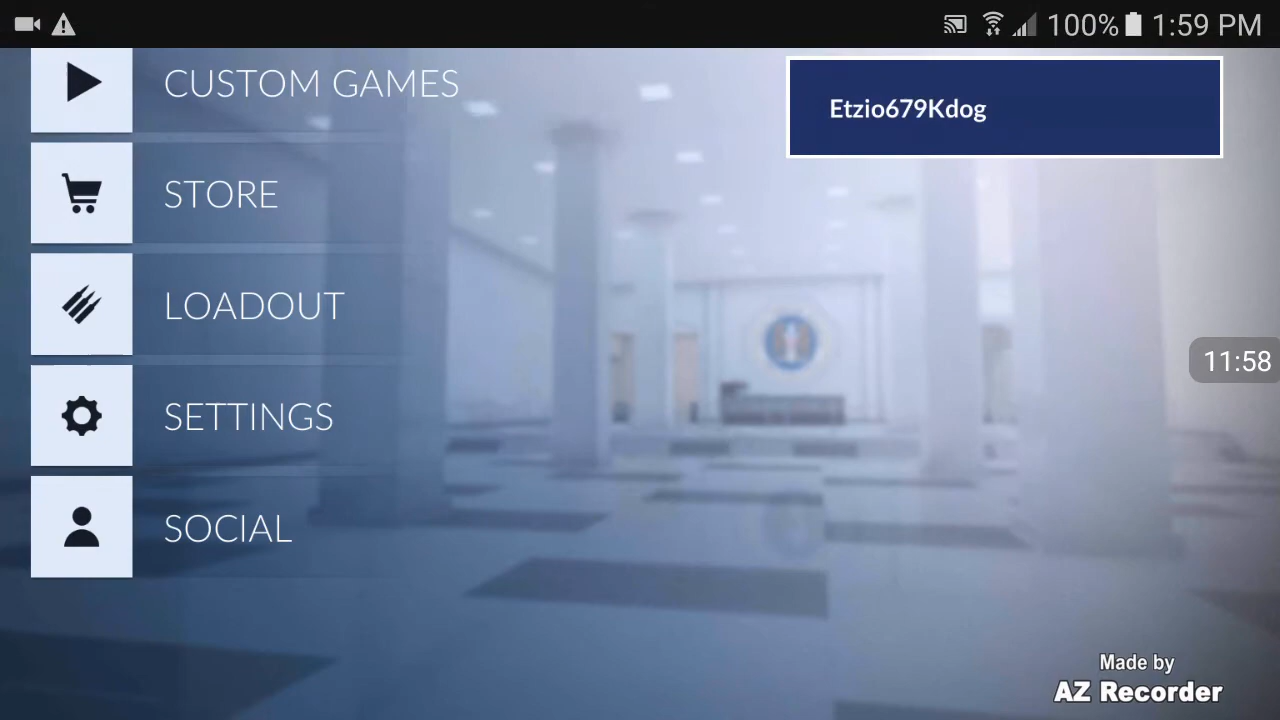 100% 1:59 PM
CUSTOM GAMES
Etzio679Kdog
STORE
LOADOUT
11:58
SETTINGS
SOCIAL
Made by
AZ Recorder